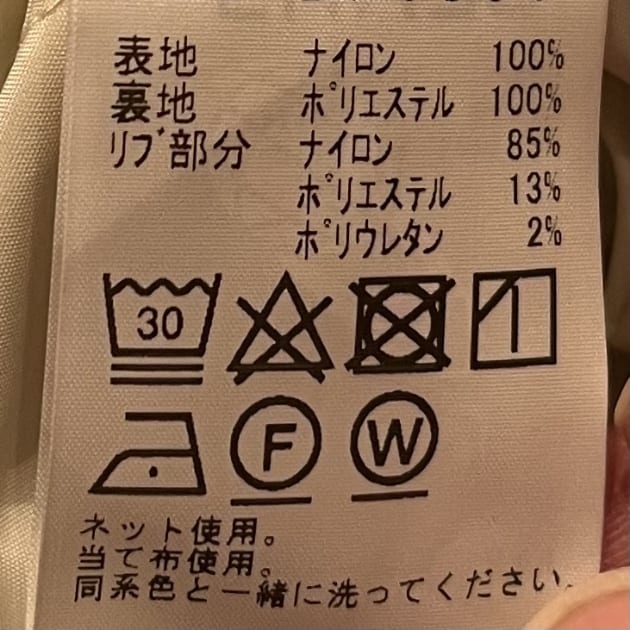 表地 ナイロン 100%
裏地 ポリエステル 100%
リブ部分 ナイロン 85%
ポリエステル 13%
ポリウレタン 2%
30
F W
ネット使用。
当て布使用。
同系色と一緒に洗ってください。